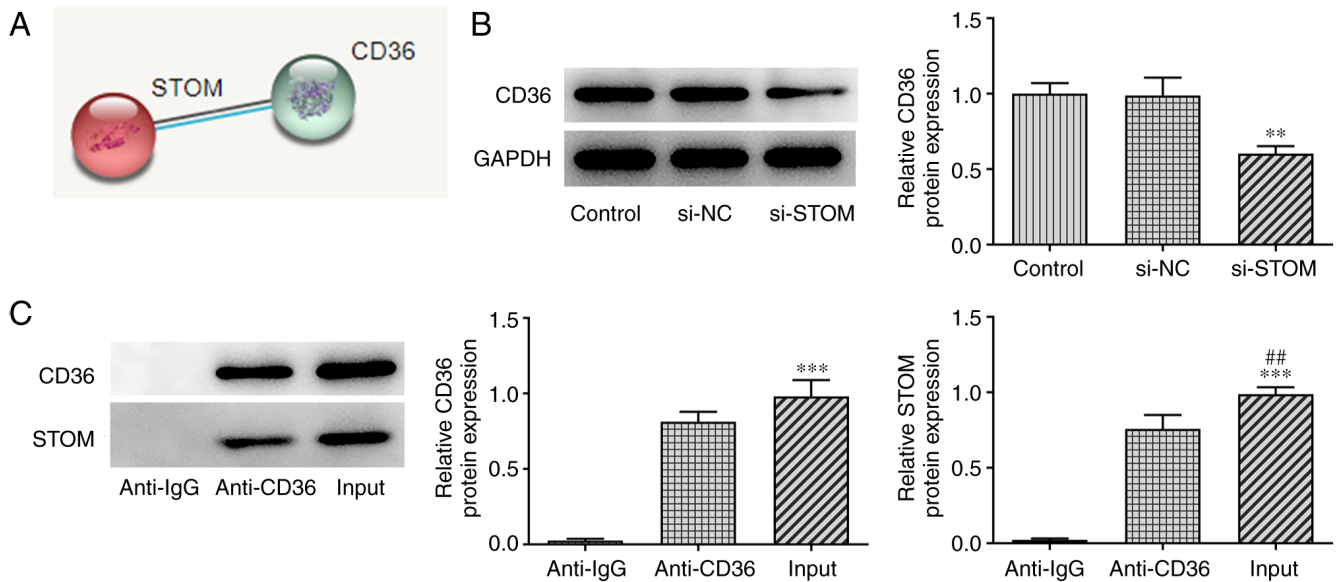 A
STOM
CD36
B
CD36
GAPDH
Control si-NC si-STOM
Relative CD36
protein expression
1.5
1.0
0.5
0.0
**
Control si-NC si-STOM
C
CD36
STOM
Anti-IgG Anti-CD36 Input
Relative CD36
protein expression
1.5
1.0
0.5
0.0
***
Anti-IgG Anti-CD36 Input
Relative STOM
protein expression
1.5
1.0
0.5
0.0
##
***
Anti-IgG Anti-CD36 Input